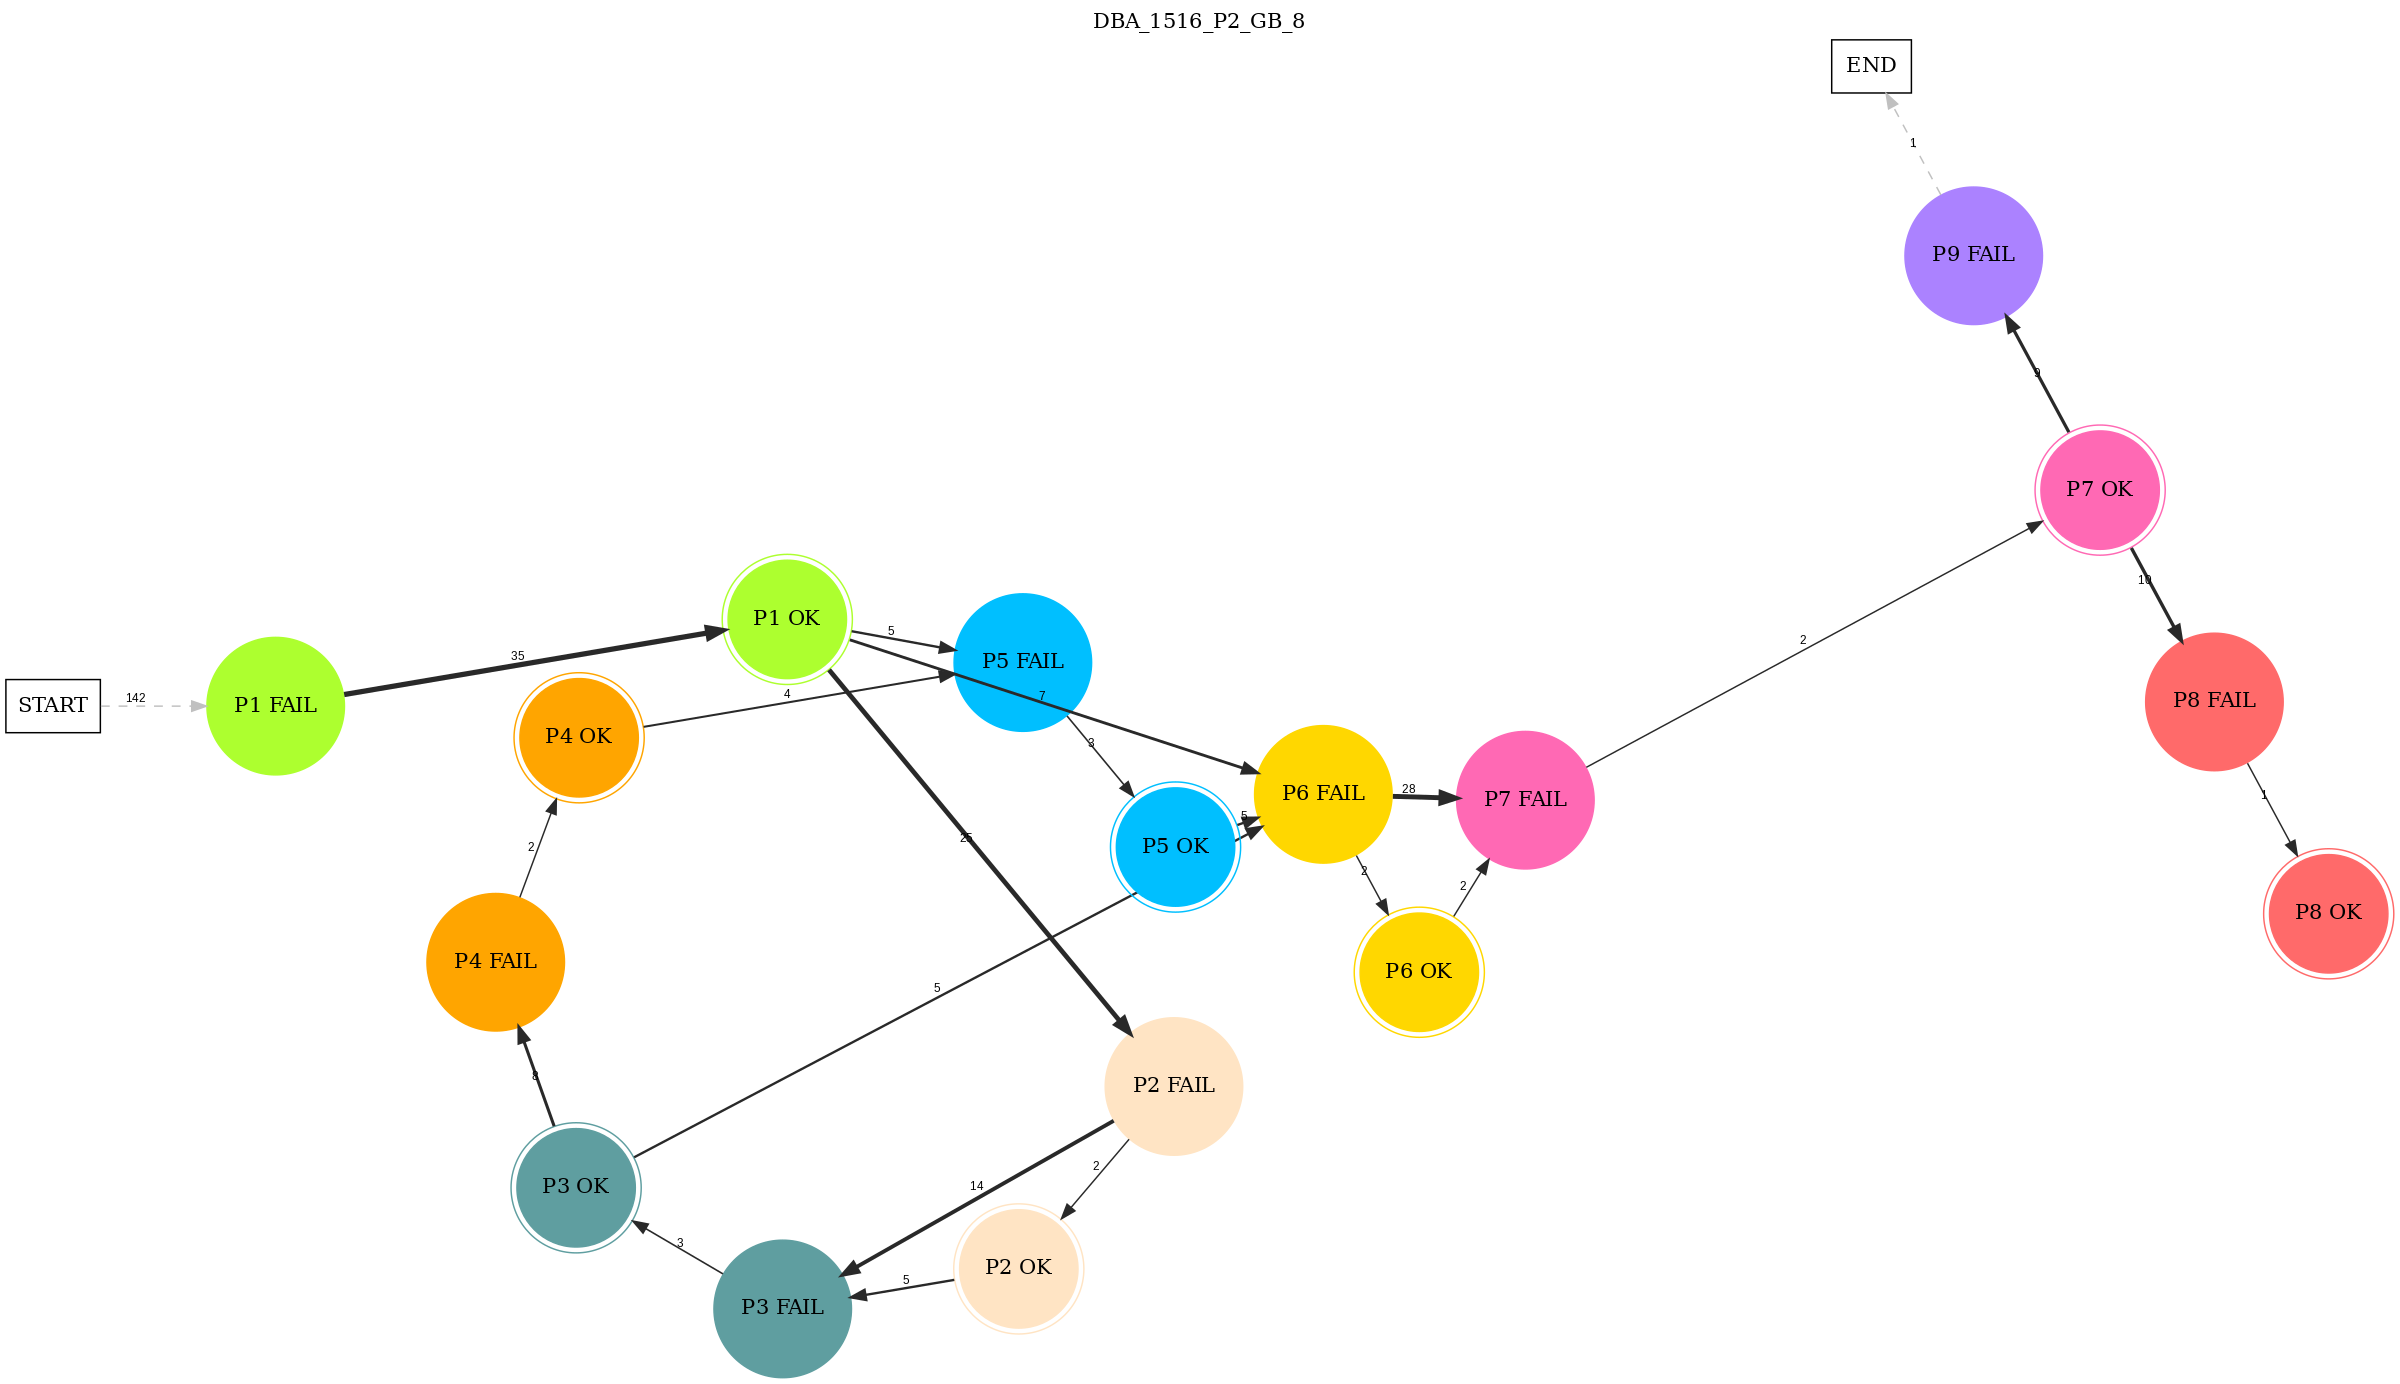 DBA_1516_P2_GB_8
END
1
P9 FAIL
9
P7 OK
10
2
P1 OK
5
P5 FAIL
35
START
142
P1 FAIL
P4 OK
4
7
3
P8 FAIL
P6 FAIL
28
P7 FAIL
1
5
P5 OK
25
2
2
2
P8 OK
P4 FAIL
P6 OK
5
8
P2 FAIL
2
14
P3 OK
3
P2 OK
5
P3 FAIL